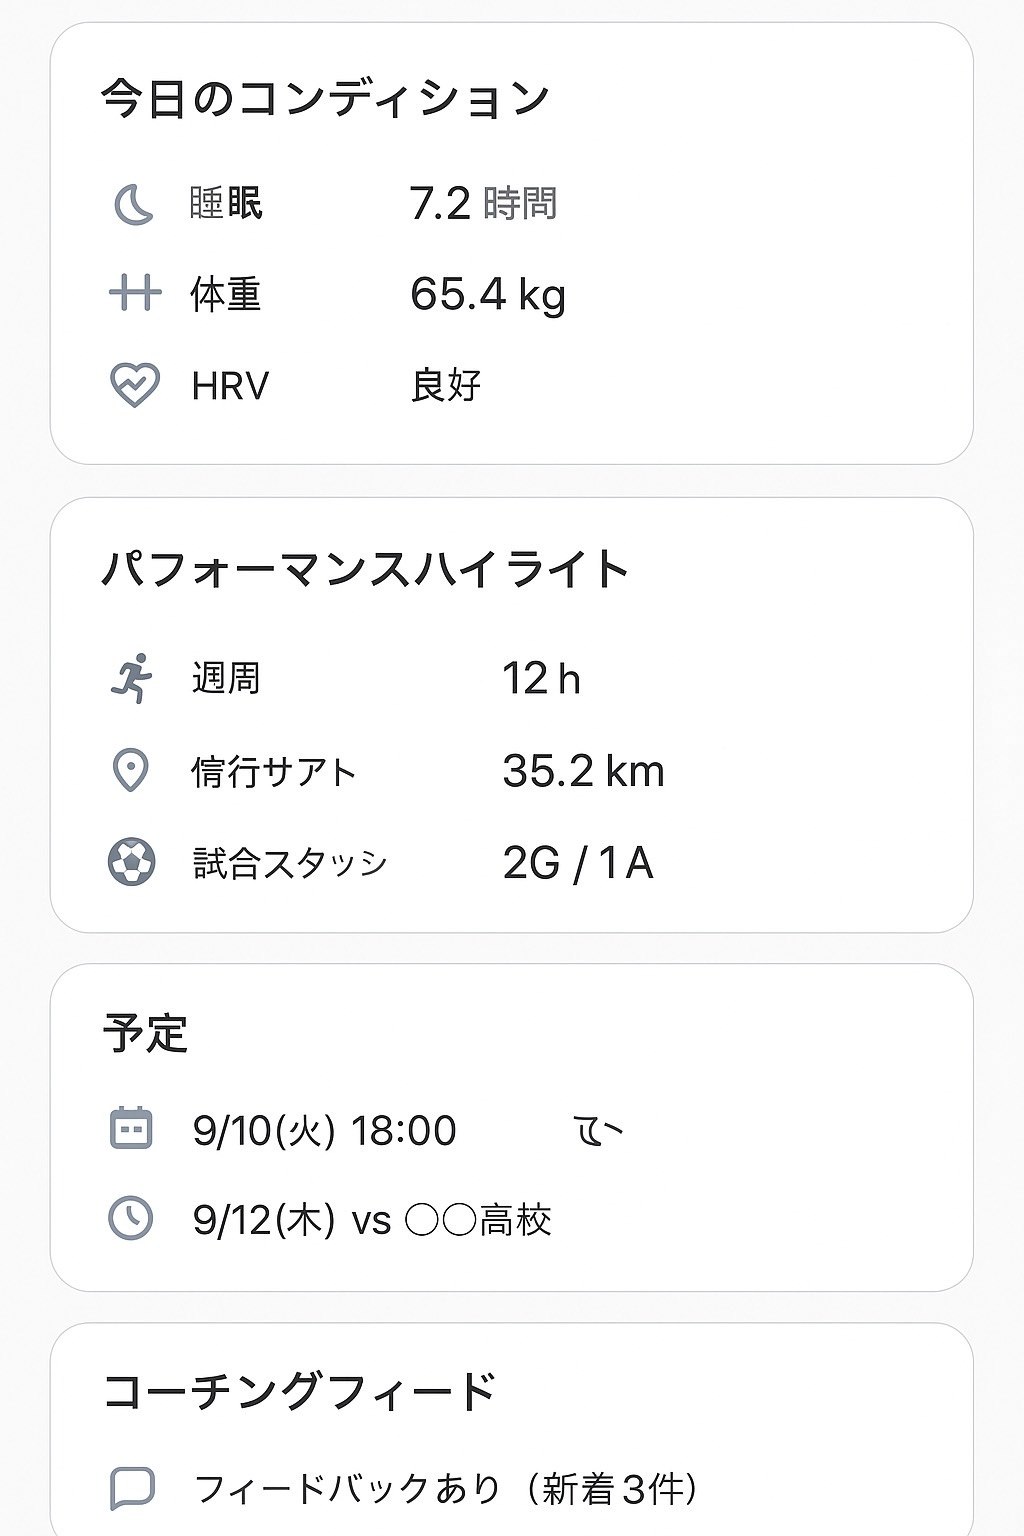 今日のコンディション
睡眠 7.2 時間
体重 65.4 kg
HRV 良好
パフォーマンスハイライト
週周 12 h
行サアト 35.2 km
試合スタッシ 2G / 1 A
予定
9/10(火) 18:00
9/12(木) vs 〇〇高校
コーチングフィード
フィードバックあり（新着3件）